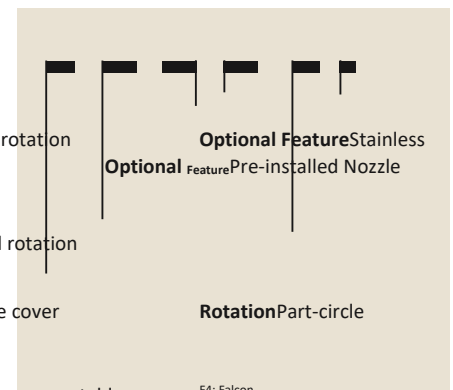 rotation
Optional FeatureStainless
Optional FeaturePre-installed Nozzle
rotation
e cover
RotationPart-circle
F4: Falcon